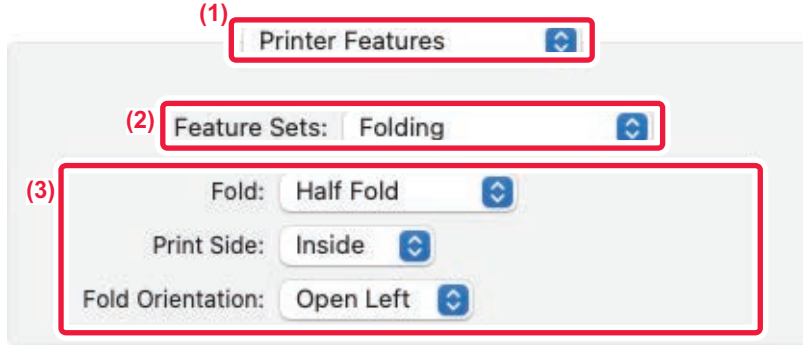 (1)
Printer Features
(2) Feature Sets: Folding
(3) Fold: Half Fold
Print Side: Inside
Fold Orientation: Open Left